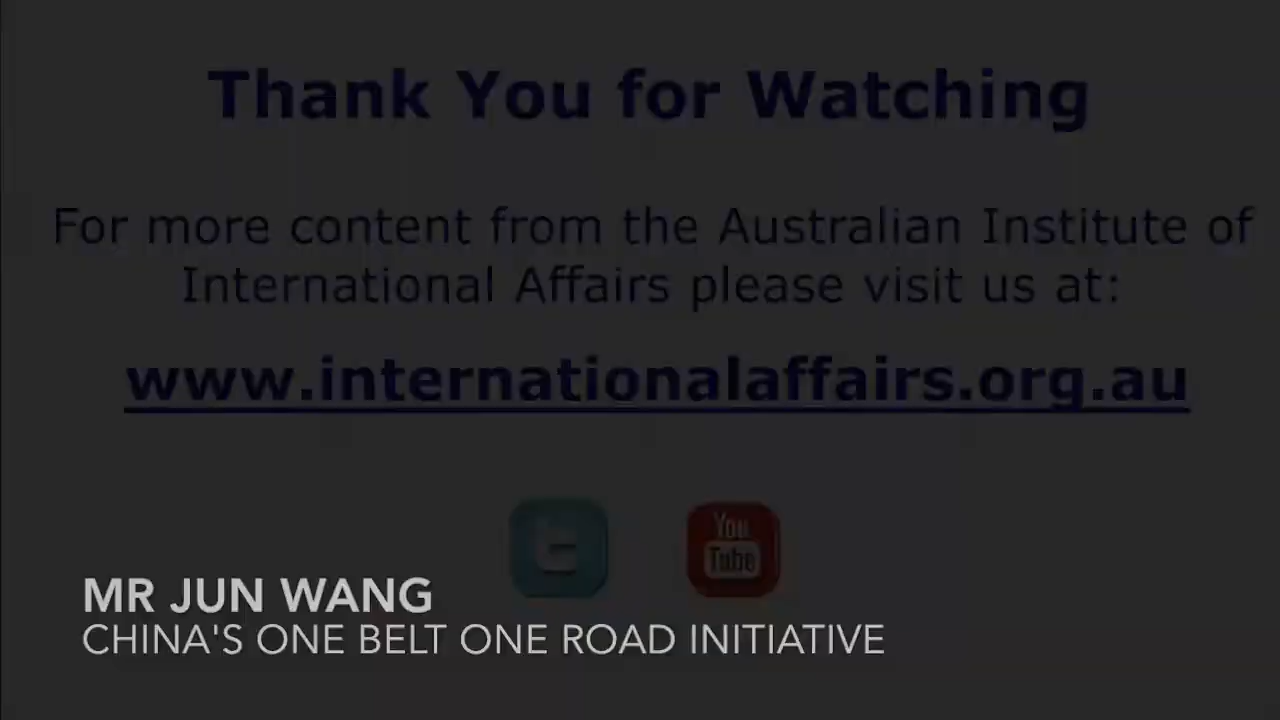 Thank You for Watching
For more content from the Australian Institute of
International Affairs please visit us at:
www.internationalaffairs.org.au
t
You
Tube
MR JUN WANG
CHINA'S ONE BELT ONE ROAD INITIATIVE